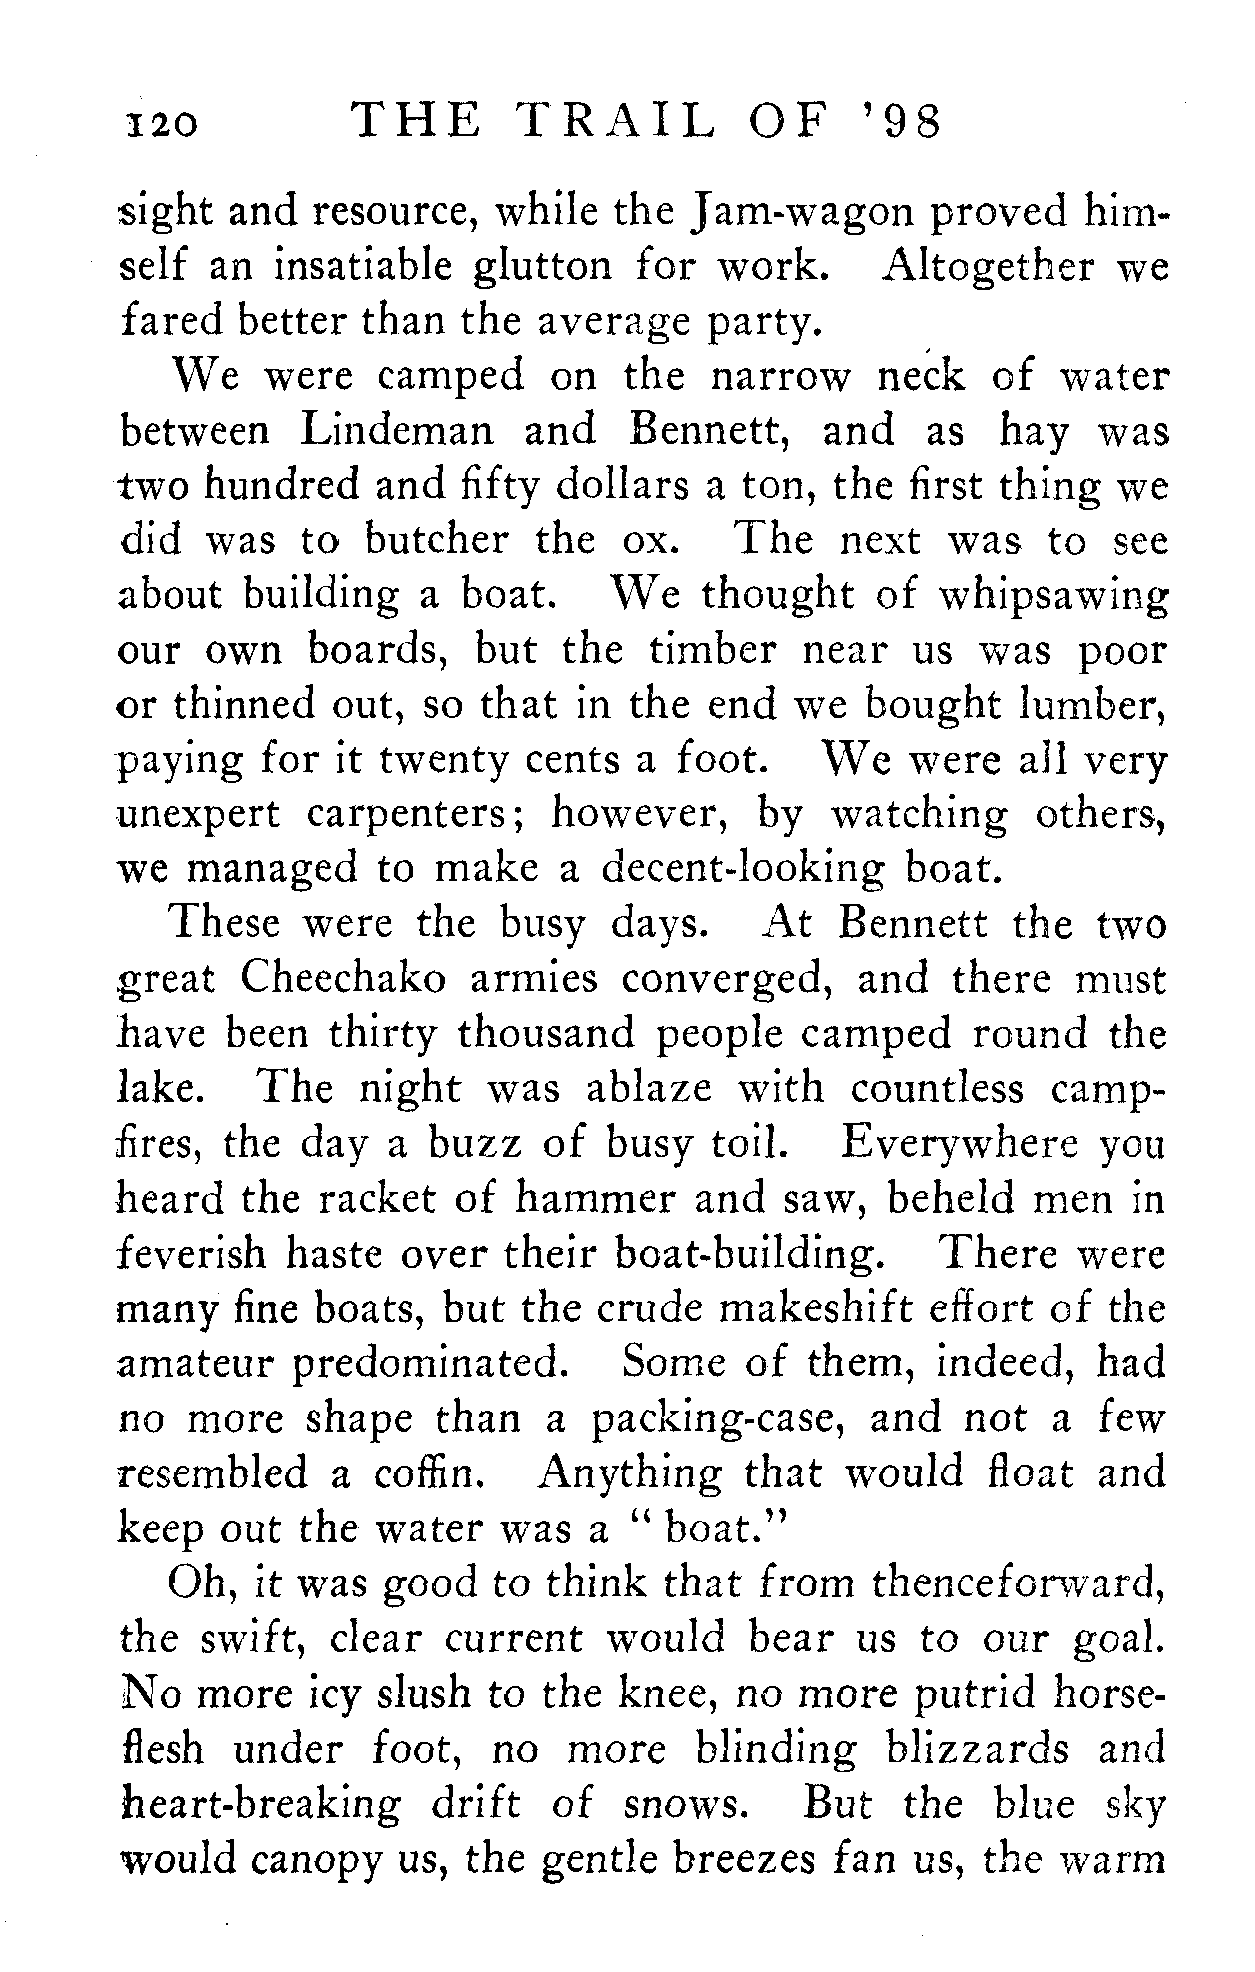 120 THE TRAIL OF '98
sight and resource, while the Jam-wagon proved him-
self an insatiable glutton for work. Altogether we
fared better than the average party.
We were camped on the narrow neck of water
between Lindeman and Bennett, and as hay was
two hundred and fifty dollars a ton, the first thing we
did was to butcher the ox. The next was to see
about building a boat. We thought of whipsawing
our own boards, but the timber near us was poor
or thinned out, so that in the end we bought lumber,
paying for it twenty cents a foot. We were all very
unexpert carpenters; however, by watching others,
we managed to make a decent-looking boat.
These were the busy days. At Bennett the two
great Cheechako armies converged, and there must
have been thirty thousand people camped round the
lake. The night was ablaze with countless camp-
fires, the day a buzz of busy toil. Everywhere you
heard the racket of hammer and saw, beheld men in
feverish haste over their boat-building. There were
many fine boats, but the crude makeshift effort of the
amateur predominated. Some of them, indeed, had
no more shape than a packing-case, and not a few
resembled a coffin. Anything that would float and
keep out the water was a " boat."
Oh, it was good to think that from thenceforward,
the swift, clear current would bear us to our goal.
No more icy slush to the knee, no more putrid horse-
flesh under foot, no more blinding blizzards and
heart-breaking drift of snows. But the blue sky
would canopy us, the gentle breezes fan us, the warm